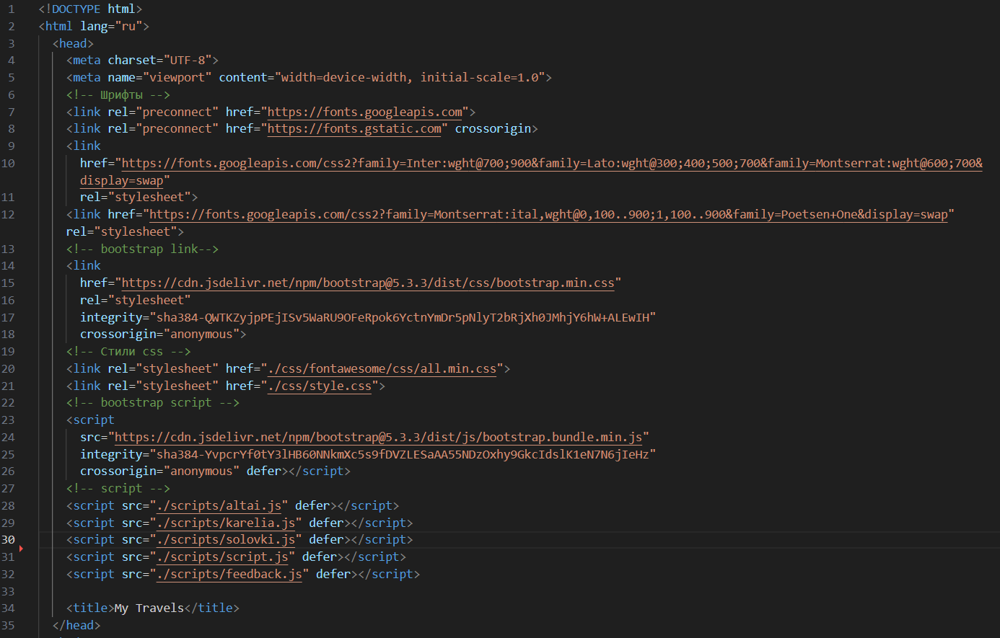 1 <!DOCTYPE html>
2 <html lang="ru">
3 <head>
4 <meta charset="UTF-8">
5 <meta name="viewport" content="width=device-width, initial-scale=1.0">
6 <!-- Шрифты -->
7 <link rel="preconnect" href="https://fonts.googleapis.com">
8 <link rel="preconnect" href="https://fonts.gstatic.com" crossorigin>
9 <link
10 href="https://fonts.googleapis.com/css2?family=Inter:wght@700;900&family=Lato:wght@300;400;500;700&family=Montserrat:wght@600;700&
display=swap"
11 rel="stylesheet">
12 <link href="https://fonts.googleapis.com/css2?family=Montserrat:ital,wght@0,100..900;1,100..900&family=Poetsen+One&display=swap"
rel="stylesheet">
13 <!-- bootstrap link-->
14 <link
15 href="https://cdn.jsdelivr.net/npm/bootstrap@5.3.3/dist/css/bootstrap.min.css"
16 rel="stylesheet"
17 integrity="sha384-QWTKZyjpPEjISv5WaRU9OFeRpok6YctnYmDr5pNlyT2bRjXh0JMhjY6hW+ALEwIH"
18 crossorigin="anonymous">
19 <!-- Стили css -->
20 <link rel="stylesheet" href="./css/fontawesome/css/all.min.css">
21 <link rel="stylesheet" href="./css/style.css">
22 <!-- bootstrap script -->
23 <script
24 src="https://cdn.jsdelivr.net/npm/bootstrap@5.3.3/dist/js/bootstrap.bundle.min.js"
25 integrity="sha384-YvpcrYf0tY3lHB60NNkmXc5s9fDVZLESaAA55NDzOxhy9GkcIdslK1eN7N6jIeHz"
26 crossorigin="anonymous" defer></script>
27 <!-- script -->
28 <script src="./scripts/altai.js" defer></script>
29 <script src="./scripts/karelia.js" defer></script>
30 <script src="./scripts/solovki.js" defer></script>
31 <script src="./scripts/script.js" defer></script>
32 <script src="./scripts/feedback.js" defer></script>
33
34 <title>My Travels</title>
35 </head>